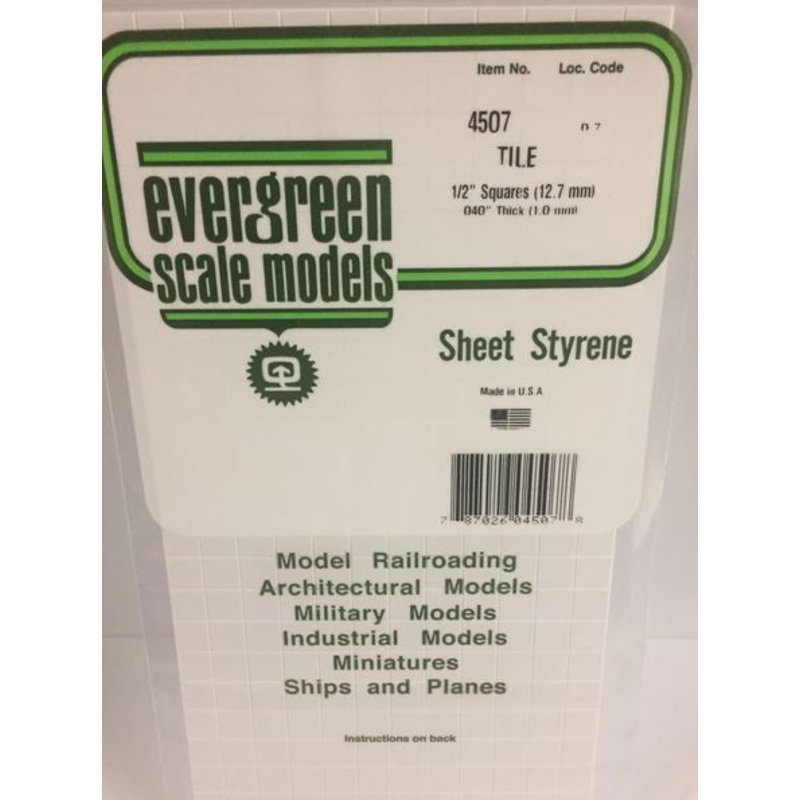 Item No. Loc. Code
4507
TILE
1/2" Squares (12.7 mm)
040" Thick (1.0 mm)
evergreen
scale models
Sheet Styrene
Made in U.S.A
7 87026 04507 8
Model Railroading
Architectural Models
Military Models
Industrial Models
Miniatures
Ships and Planes
Instructions on back